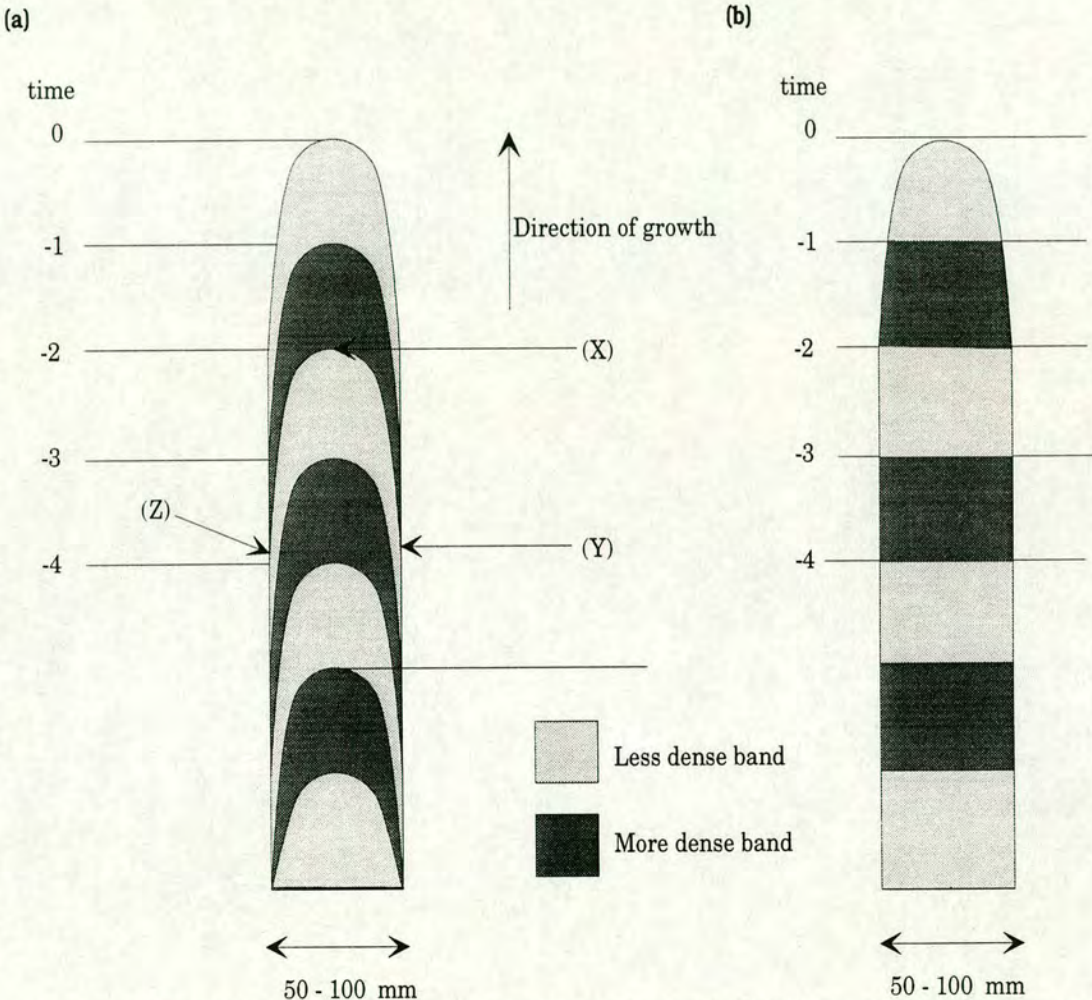 (a)
time
0
-1
-2
-3
-4
Direction of growth
(X)
(Z)
(Y)
Less dense band
More dense band
50 - 100 mm
(b)
time
0
-1
-2
-3
-4
50 - 100 mm